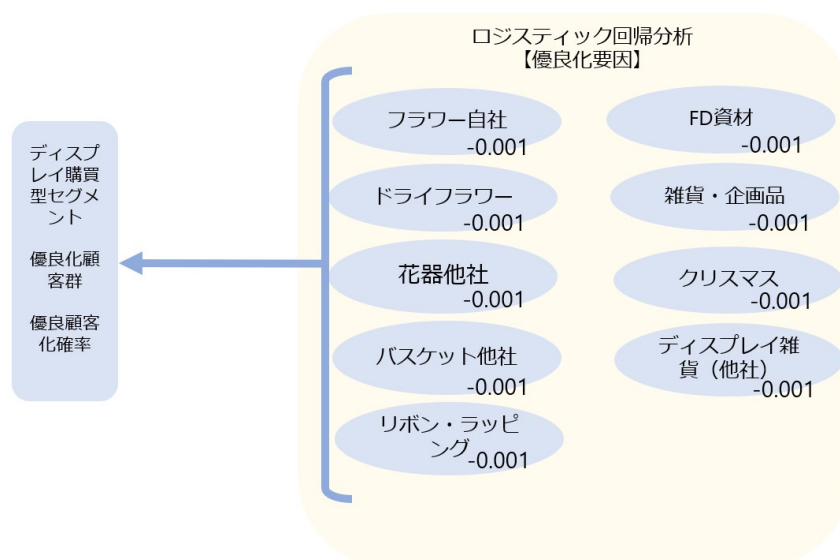 ロジスティック回帰分析
【優良化要因】
ディスプ
レイ購買
型セグメ
ント
優良化顧
客群
優良顧客
化確率
フラワー自社
-0.001
FD資材
-0.001
ドライフラワー
-0.001
雑貨・企画品
-0.001
花器他社
-0.001
クリスマス
-0.001
バスケット他社
-0.001
ディスプレイ雑
貨（他社）
-0.001
リボン・ラッピ
ング
-0.001